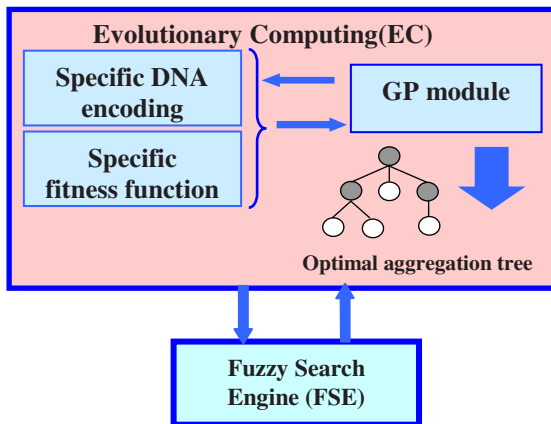 Evolutionary Computing(EC)
Specific DNA
encoding
GP module
Specific
fitness function
Optimal aggregation tree
Fuzzy Search
Engine (FSE)